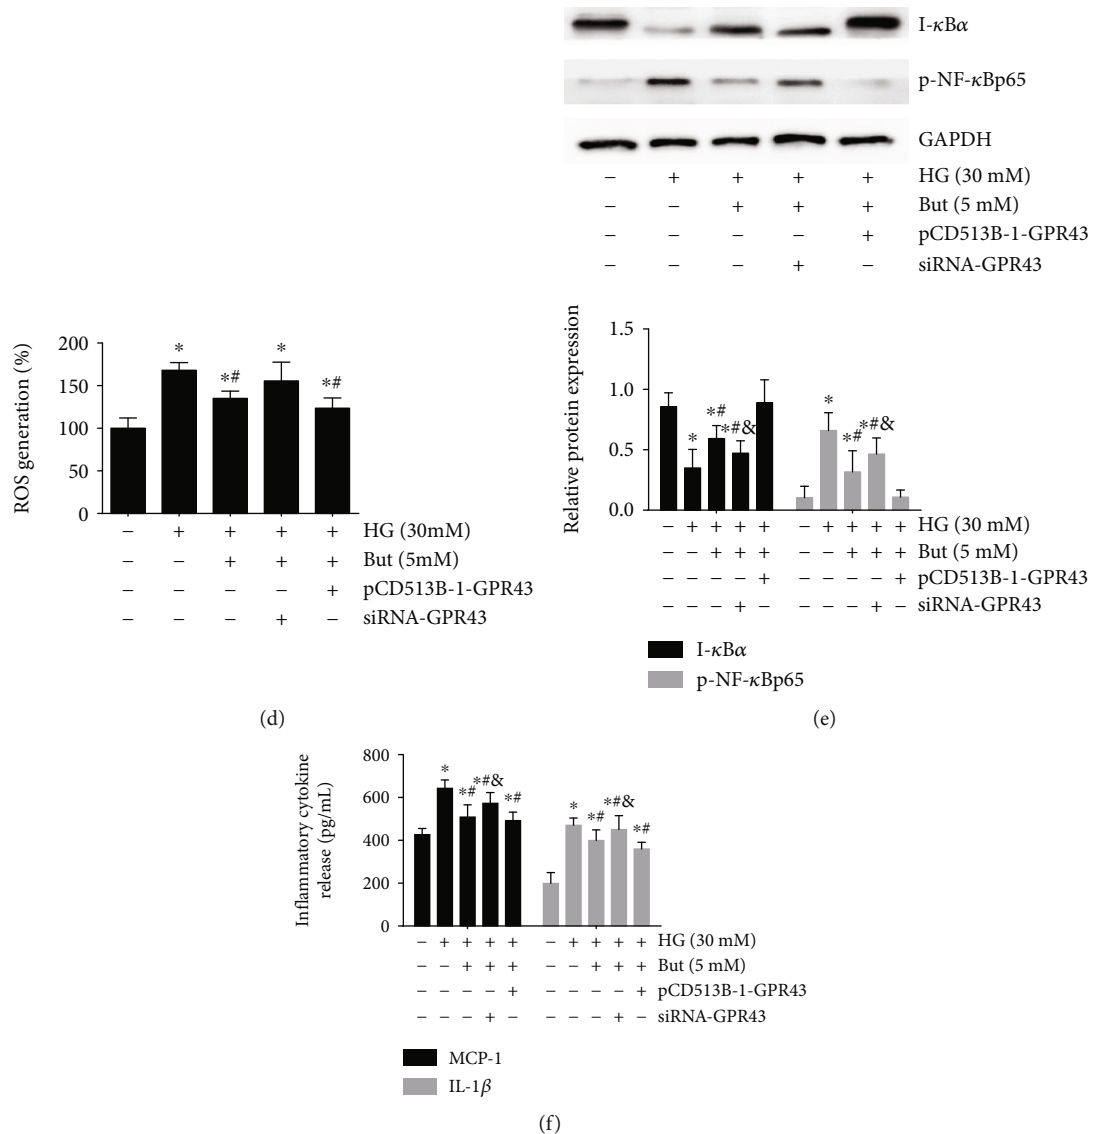 I-κBα
p-NF-κBp65
GAPDH
– + + + + HG (30 mM)
– – + + + But (5 mM)
– – – – + pCD513B-1-GPR43
– – – + – siRNA-GPR43
ROS generation (%)
200
150
100
50
0
* *# * *#
– + + + + HG (30mM)
– – + + + But (5mM)
– – – – + pCD513B-1-GPR43
– – – + – siRNA-GPR43
(d)
Relative protein expression
1.5
1.0
0.5
0.0
* *# *#& * *# *#&
– + + + + – + + + + HG (30 mM)
– – + + + – – + + + But (5 mM)
– – – – + – – – – + pCD513B-1-GPR43
– – – + – – – – + – siRNA-GPR43
I-κBα
p-NF-κBp65
(e)
Inflammatory cytokine
release (pg/mL)
800
600
400
200
0
* *# *#& *# * *# *#& *#
– + + + + – + + + + HG (30 mM)
– – + + + – – + + + But (5 mM)
– – – – + – – – – + pCD513B-1-GPR43
– – – + – – – – + – siRNA-GPR43
MCP-1
IL-1β
(f)